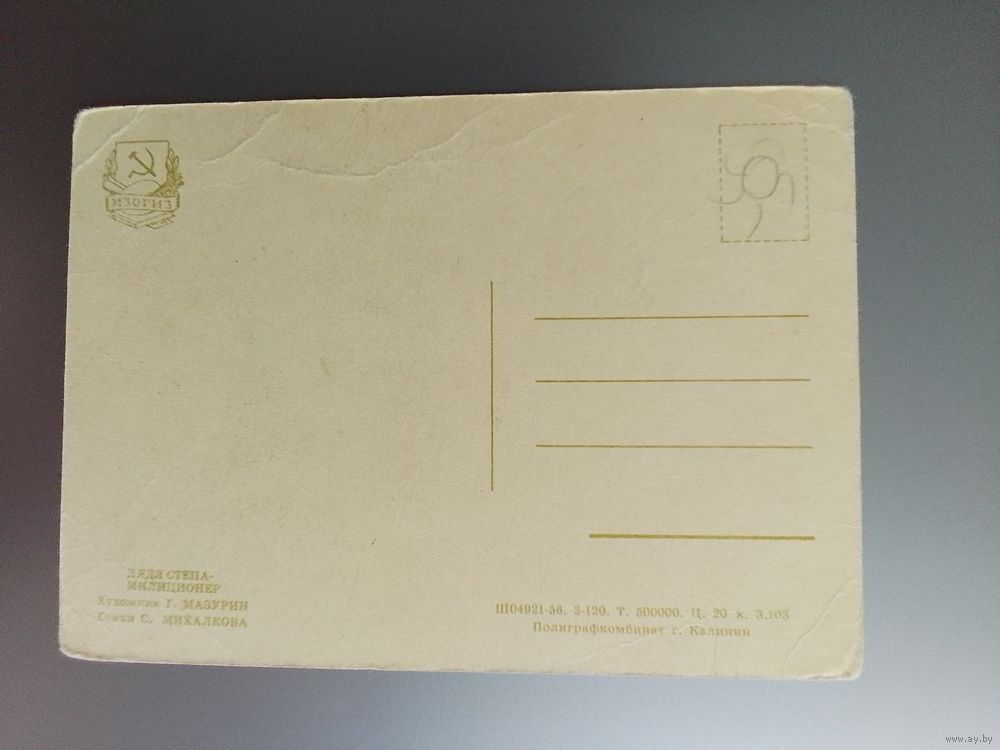 ИЗОГИЗ
ДЯДЯ СТЕПА-
МИЛИЦИОНЕР
Художник Г. МАЗУРИН
Стихи С. МИХАЛКОВА
Ш04921-56. 3-120. Т. 500000. Ц. 20 к. З.103
Полиграфкомбинат г. Калинин
www.ay.by